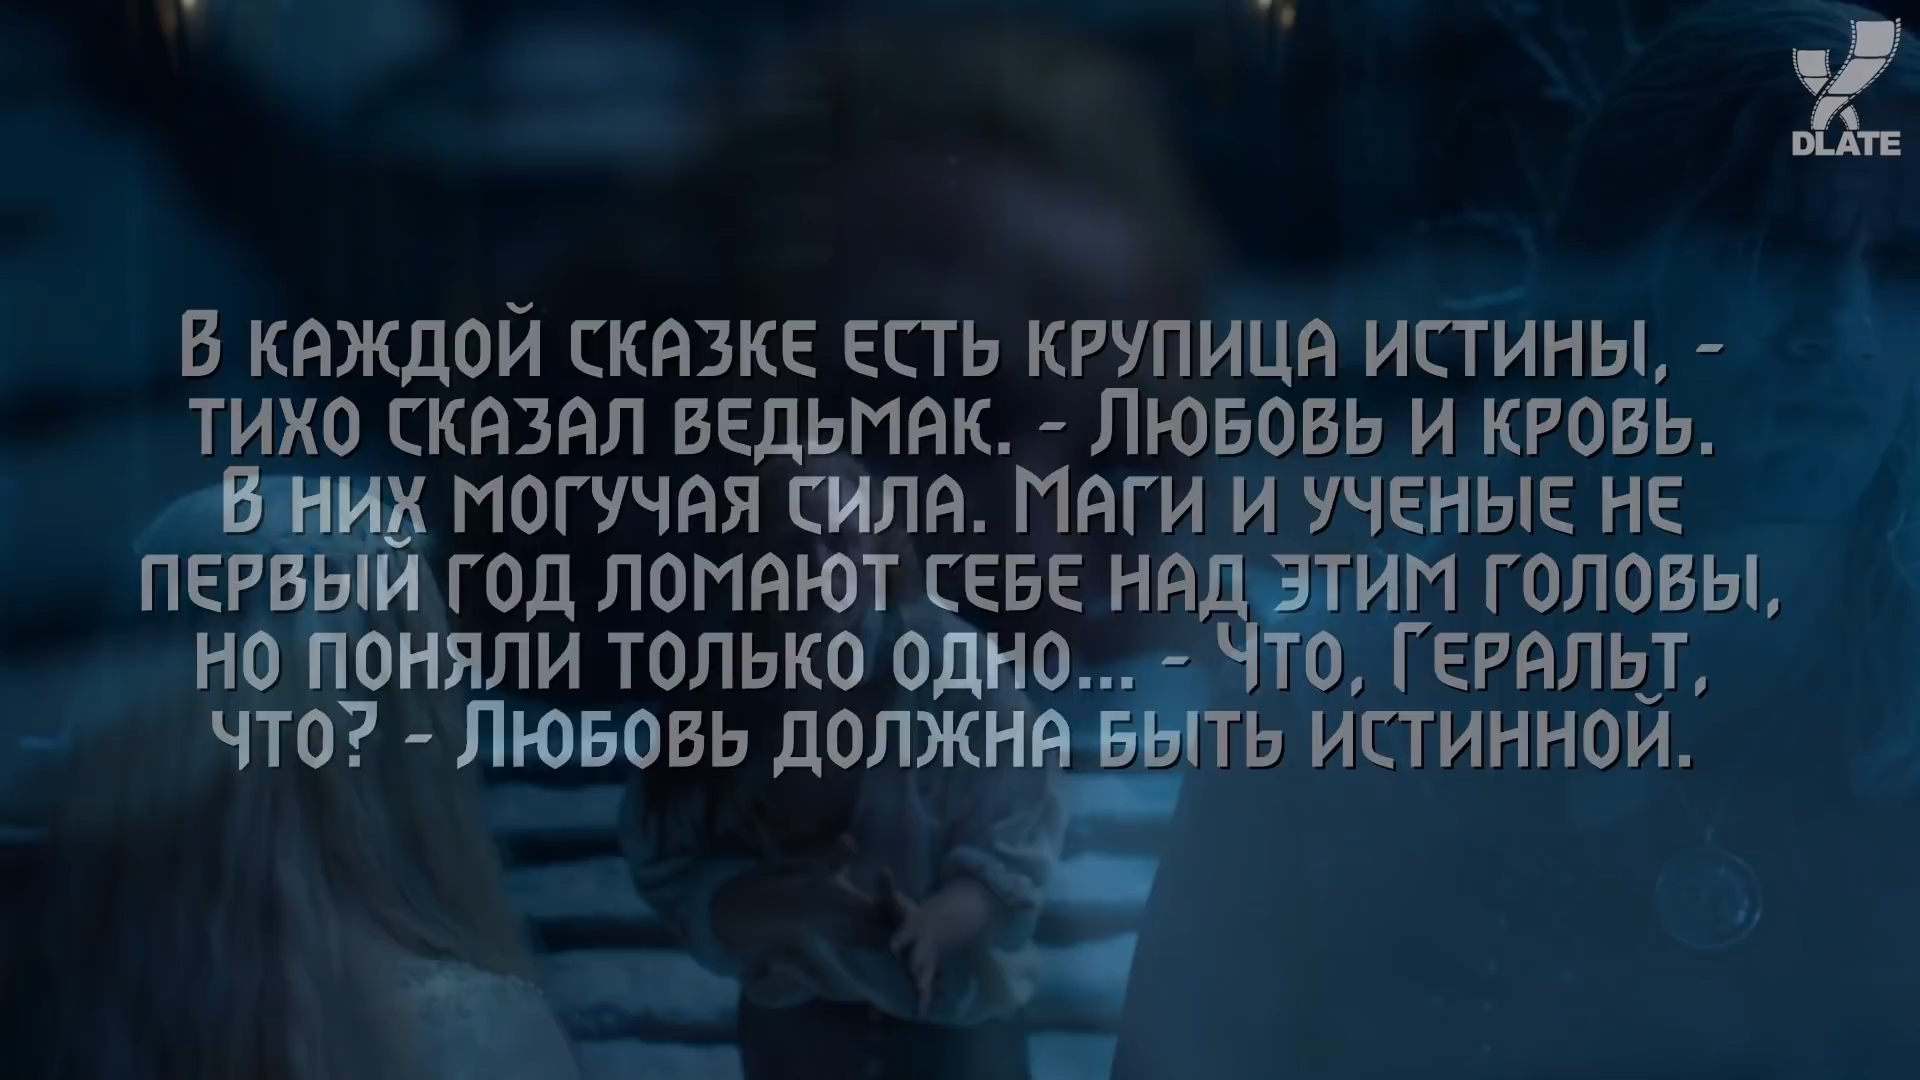 DLATE
В каждой сказке есть крупица истины, -
тихо сказал ведьмак. - Любовь и кровь.
В них могучая сила. Маги и ученые не
первый год ломают себе над этим головы,
но поняли только одно... - Что, Геральт,
что? - Любовь должна быть истинной.